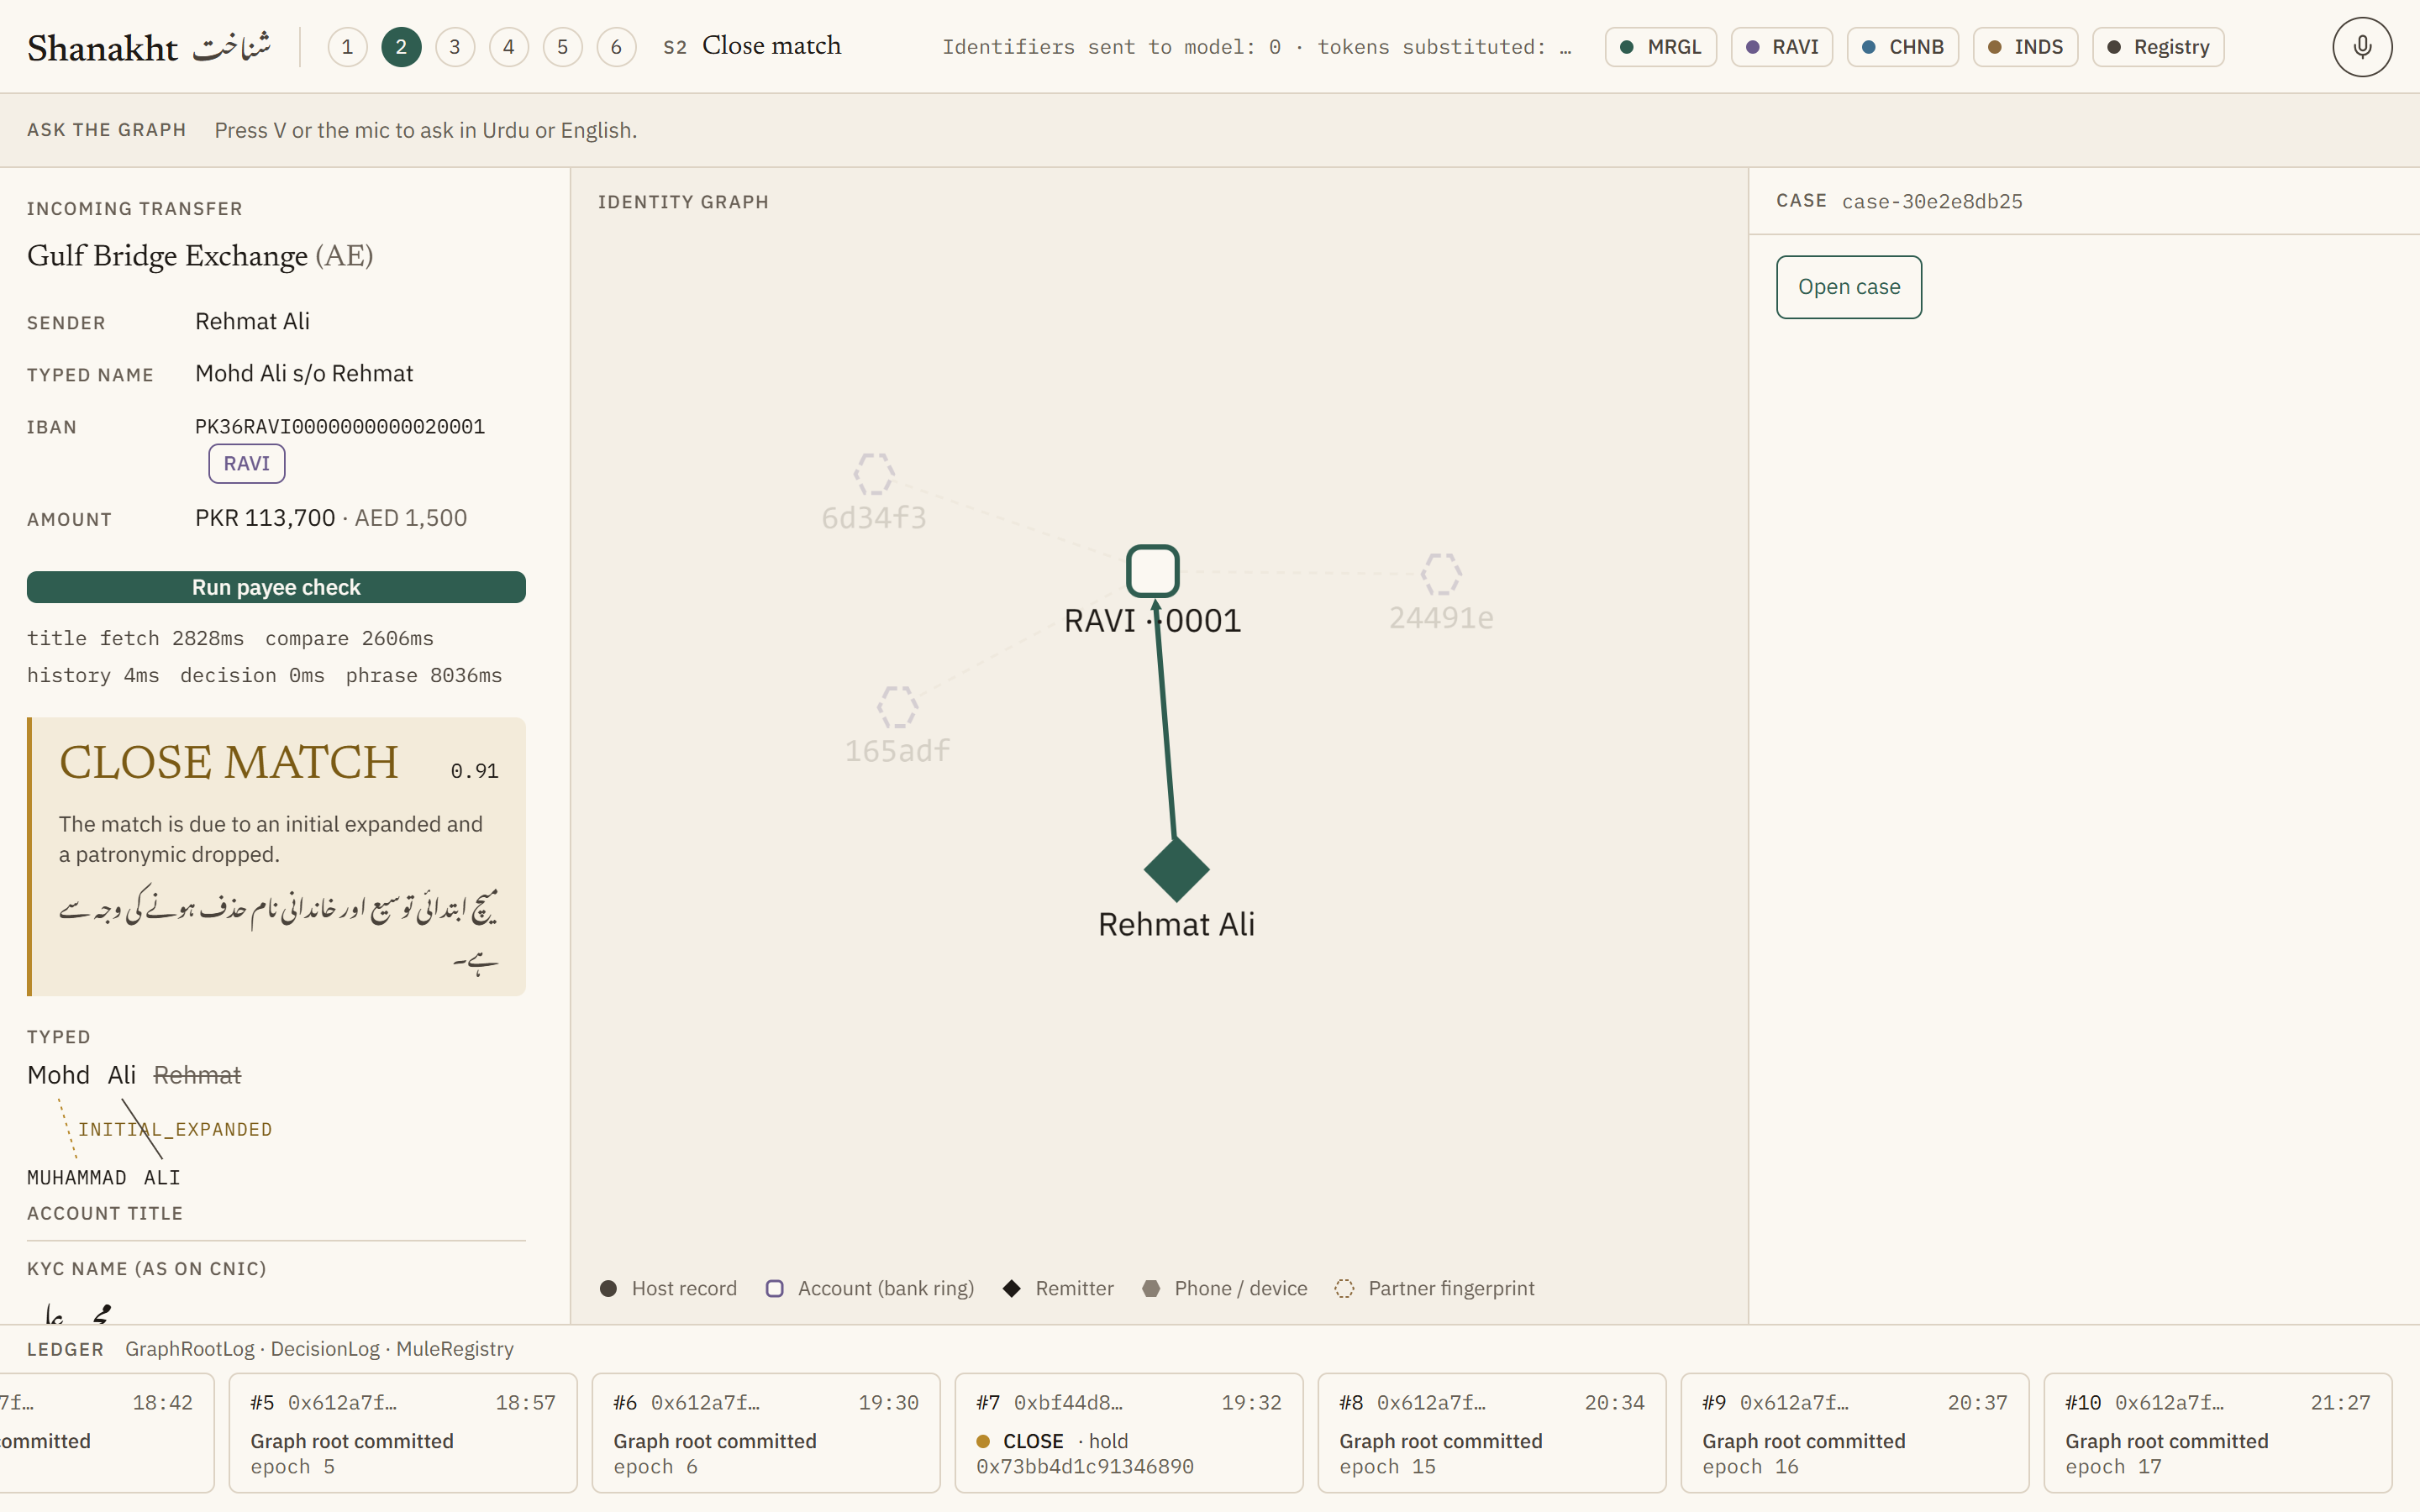 Shanakht شناخت
1 2 3 4 5 6
S2 Close match
Identifiers sent to model: 0 · tokens substituted: …
MRGL RAVI CHNB INDS Registry
ASK THE GRAPH Press V or the mic to ask in Urdu or English.
INCOMING TRANSFER
Gulf Bridge Exchange (AE)
SENDER Rehmat Ali
TYPED NAME Mohd Ali s/o Rehmat
IBAN PK36RAVI0000000000020001
RAVI
AMOUNT PKR 113,700 · AED 1,500
Run payee check
title fetch 2828ms compare 2606ms
history 4ms decision 0ms phrase 8036ms
CLOSE MATCH 0.91
The match is due to an initial expanded and
a patronymic dropped.
میچ ابتدائی توسیع اور خاندانی نام حذف ہونے کی وجہ سے
ہے۔
TYPED
Mohd Ali Rehmat
INITIAL_EXPANDED
MUHAMMAD ALI
ACCOUNT TITLE
KYC NAME (AS ON CNIC)
IDENTITY GRAPH
6d34f3
RAVI ··0001
24491e
165adf
Rehmat Ali
Host record Account (bank ring) Remitter Phone / device Partner fingerprint
CASE case-30e2e8db25
Open case
LEDGER GraphRootLog · DecisionLog · MuleRegistry
7f… 18:42
ommitted
#5 0x612a7f… 18:57
Graph root committed
epoch 5
#6 0x612a7f… 19:30
Graph root committed
epoch 6
#7 0xbf44d8… 19:32
CLOSE · hold
0x73bb4d1c91346890
#8 0x612a7f… 20:34
Graph root committed
epoch 15
#9 0x612a7f… 20:37
Graph root committed
epoch 16
#10 0x612a7f… 21:27
Graph root committed
epoch 17